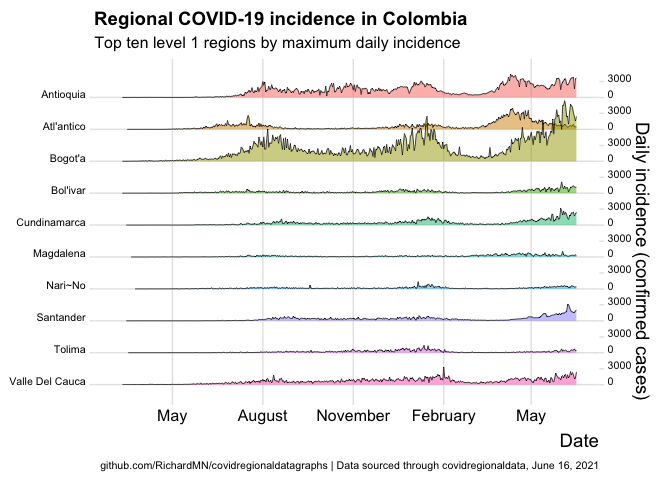 Regional COVID-19 incidence in Colombia
Top ten level 1 regions by maximum daily incidence
Antioquia
3000
0
Atl'antico
3000
0
Bogot'a
3000
0
Bol'ivar
3000
0
Cundinamarca
3000
0
Magdalena
3000
0
Nari~No
3000
0
Santander
3000
0
Tolima
3000
0
Valle Del Cauca
3000
0
Daily incidence (confirmed cases)
May August November February May
Date
github.com/RichardMN/covidregionaldatagraphs | Data sourced through covidregionaldata, June 16, 2021